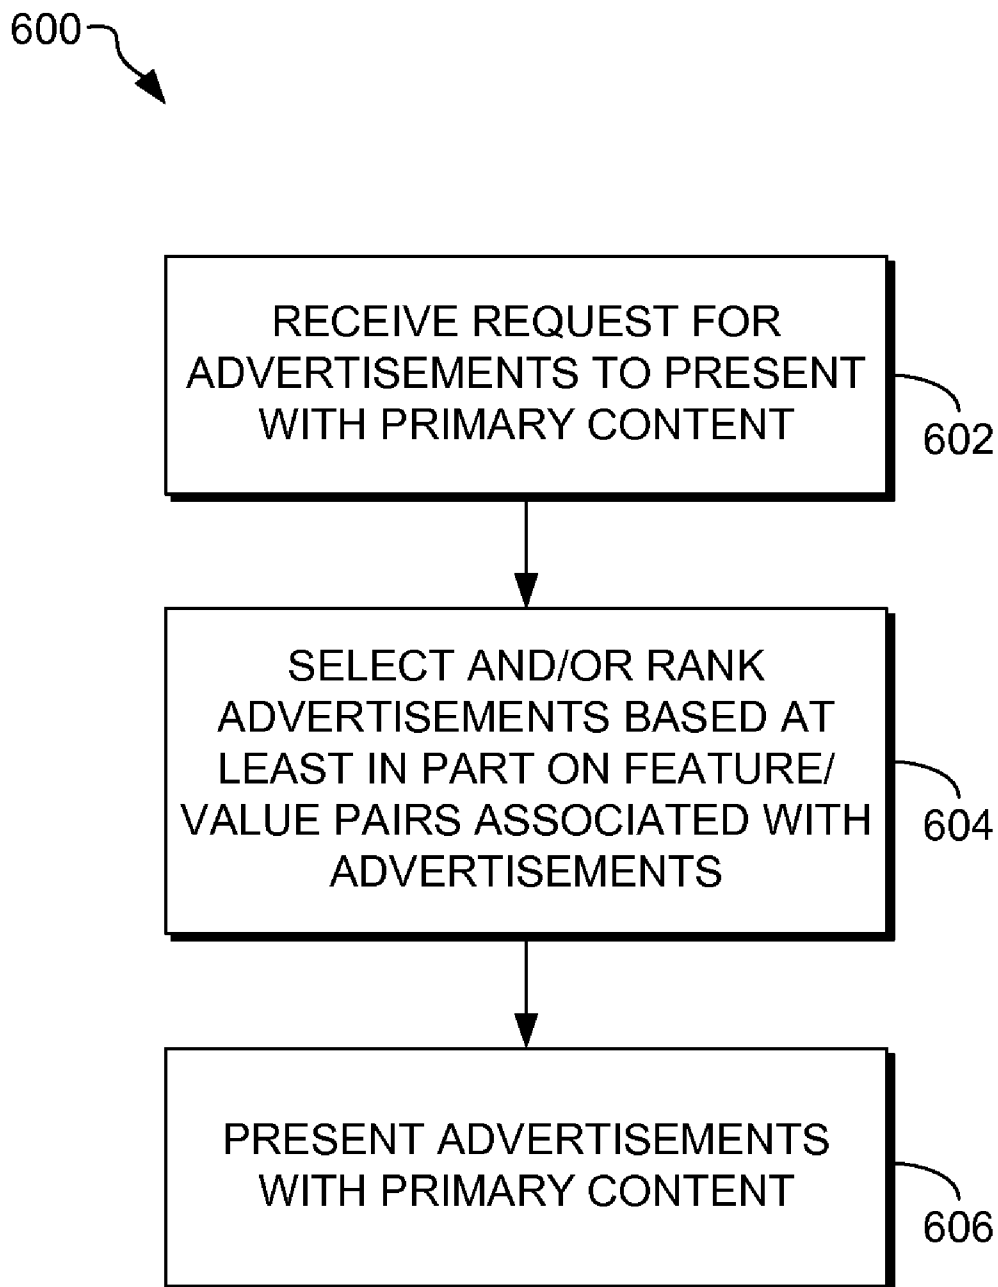 600
RECEIVE REQUEST FOR
ADVERTISEMENTS TO PRESENT
WITH PRIMARY CONTENT
602
SELECT AND/OR RANK
ADVERTISEMENTS BASED AT
LEAST IN PART ON FEATURE/
VALUE PAIRS ASSOCIATED WITH
ADVERTISEMENTS
604
PRESENT ADVERTISEMENTS
WITH PRIMARY CONTENT
606